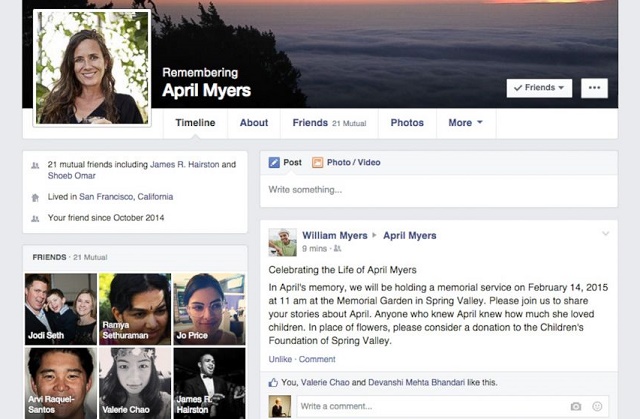 Remembering
April Myers
Friends
Timeline
About
Friends 21 Mutual
Photos
More
21 mutual friends including James R. Hairston and
Shoeb Omar
Lived in San Francisco, California
Your friend since October 2014
FRIENDS · 21 Mutual
Jodi Seth
Ramya
Sethuraman
Jo Price
Arvi Raquel-
Santos
Valerie Chao
James R.
Hairston
Post
Photo / Video
Write something...
William Myers ▸ April Myers
9 mins ·
Celebrating the Life of April Myers
In April's memory, we will be holding a memorial service on February 14, 2015
at 11 am at the Memorial Garden in Spring Valley. Please join us to share
your stories about April. Anyone who knew April knew how much she loved
children. In place of flowers, please consider a donation to the Children's
Foundation of Spring Valley.
Unlike · Comment
You, Valerie Chao and Devanshi Mehta Bhandari like this.
Write a comment...